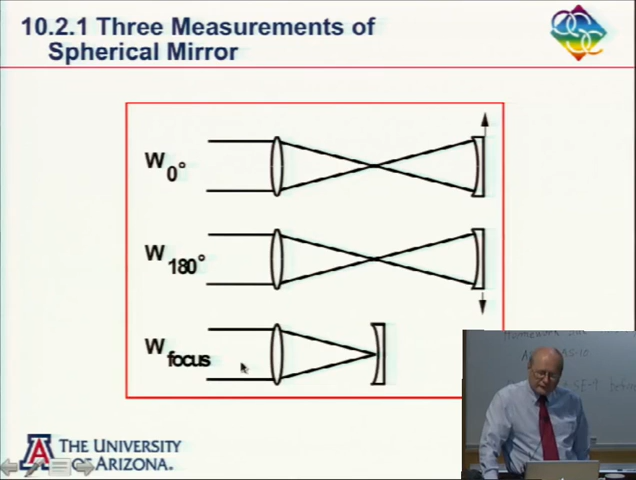 10.2.1 Three Measurements of
Spherical Mirror
W0°
W180°
Wfocus
THE UNIVERSITY
OF ARIZONA.